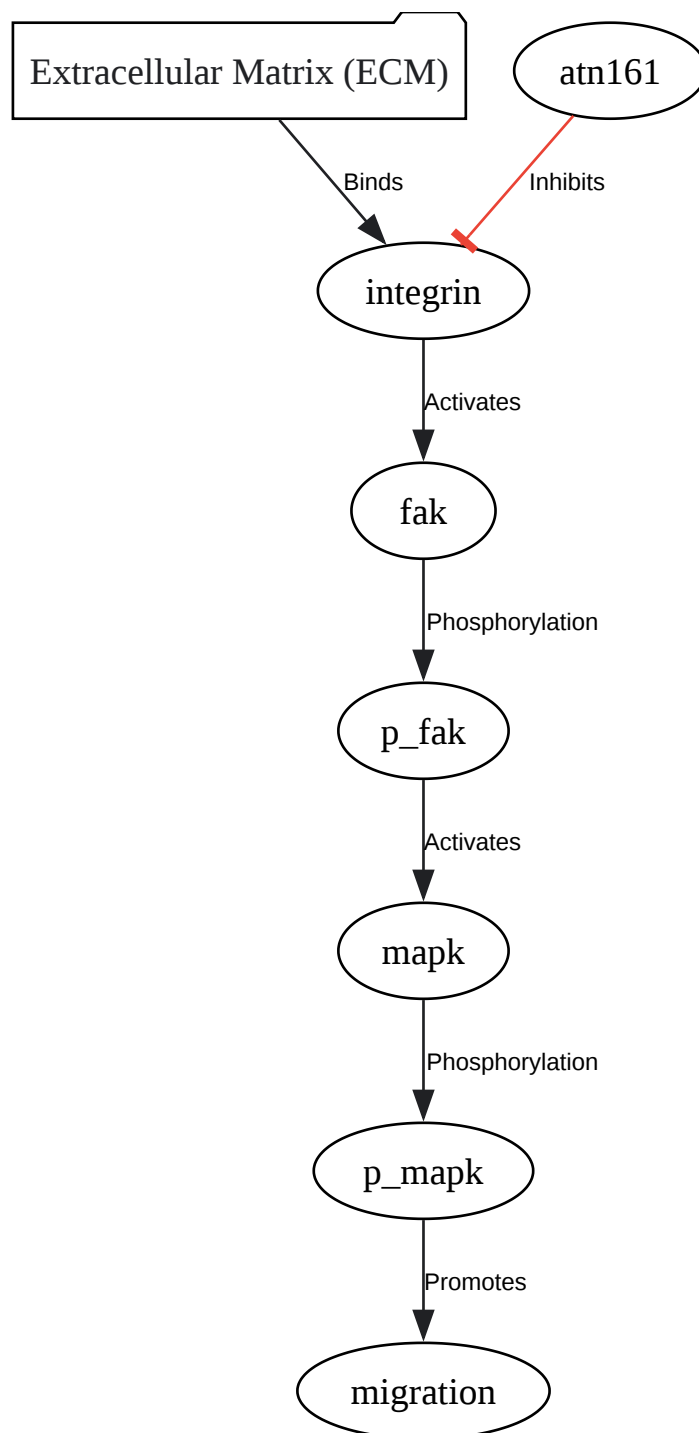 Extracellular Matrix (ECM)
atn161
Binds
Inhibits
integrin
Activates
fak
Phosphorylation
p_fak
Activates
mapk
Phosphorylation
p_mapk
Promotes
migration